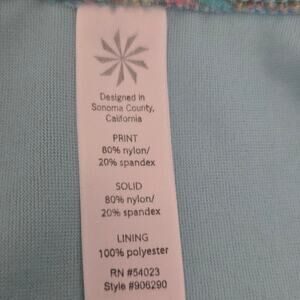 Designed in
Sonoma County,
California
PRINT
80% nylon/
20% spandex
SOLID
80% nylon/
20% spandex
LINING
100% polyester
RN #54023
Style #906290